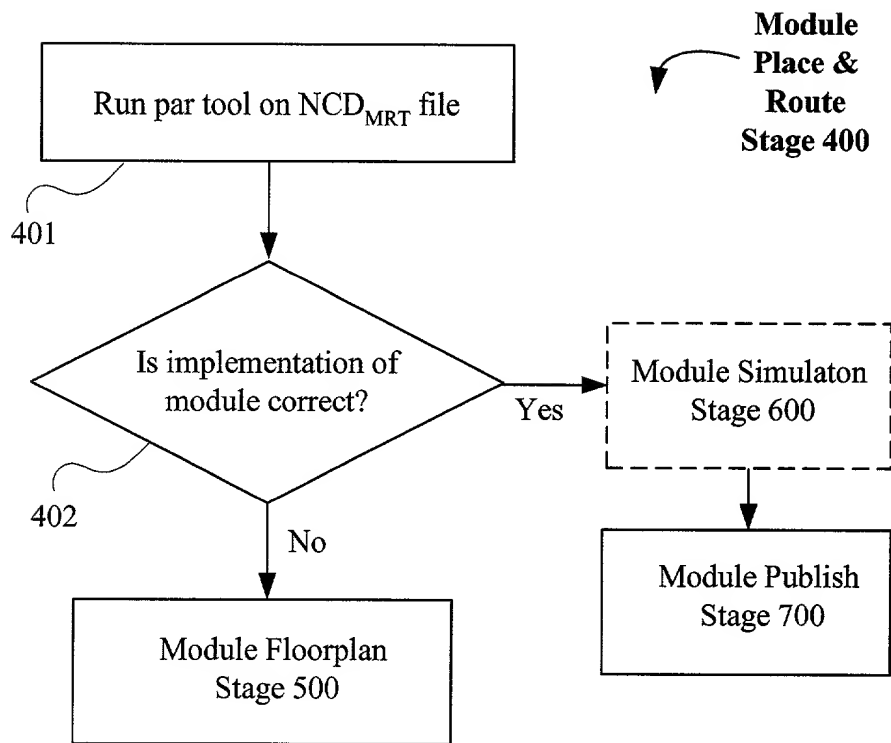 Module
Place &
Route
Stage 400
Run par tool on NCD_MRT file
401
Is implementation of
module correct?
Yes
Module Simulaton
Stage 600
402
No
Module Publish
Stage 700
Module Floorplan
Stage 500